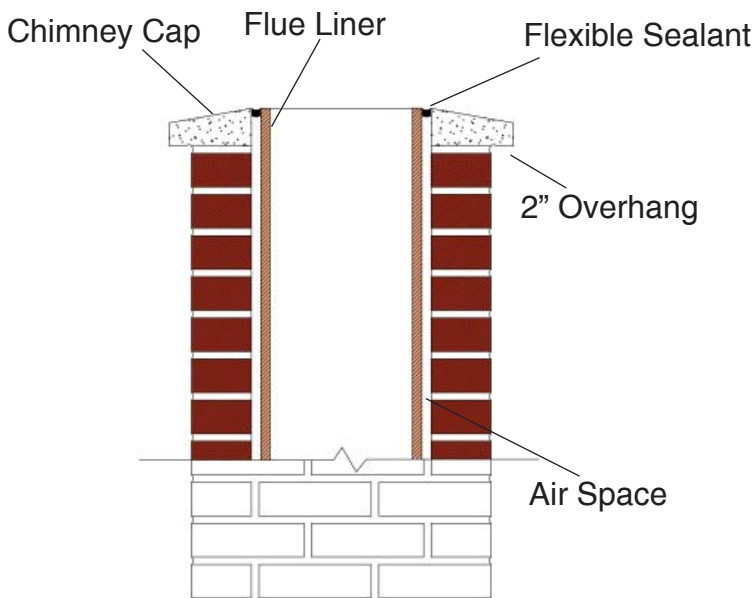 Chimney Cap
Flue Liner
Flexible Sealant
2” Overhang
Air Space